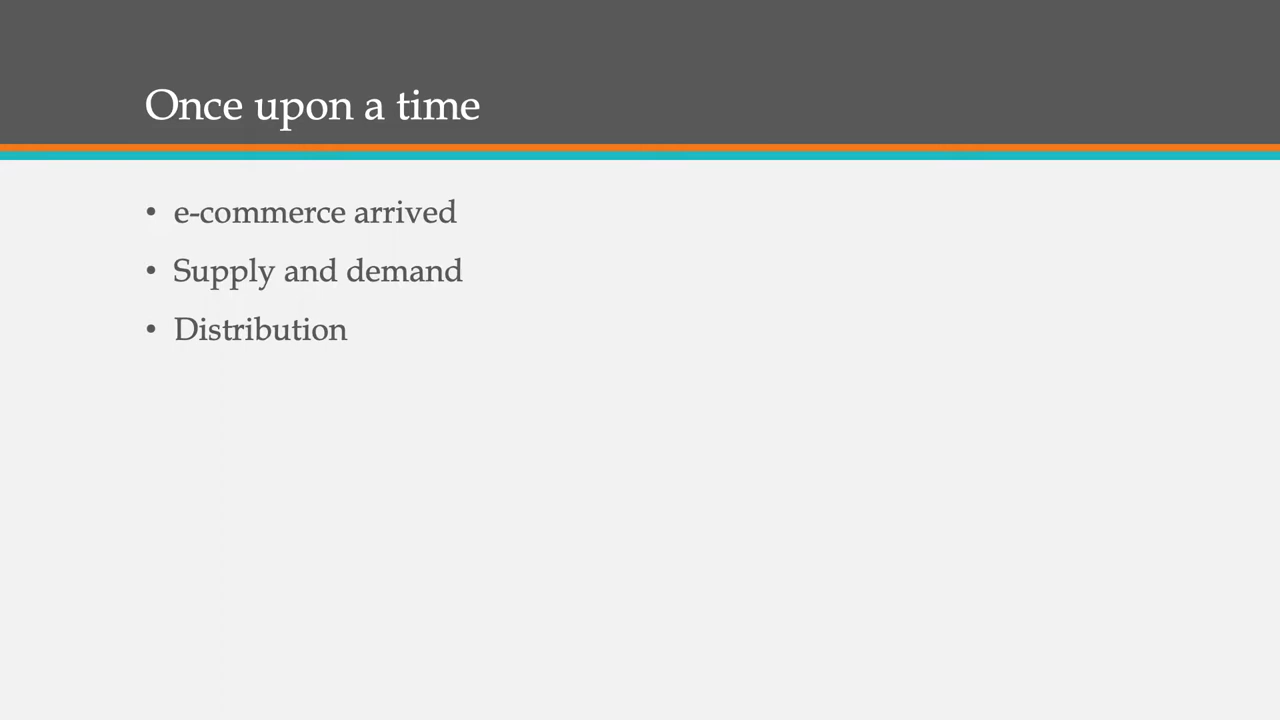 Once upon a time
• e-commerce arrived
• Supply and demand
• Distribution